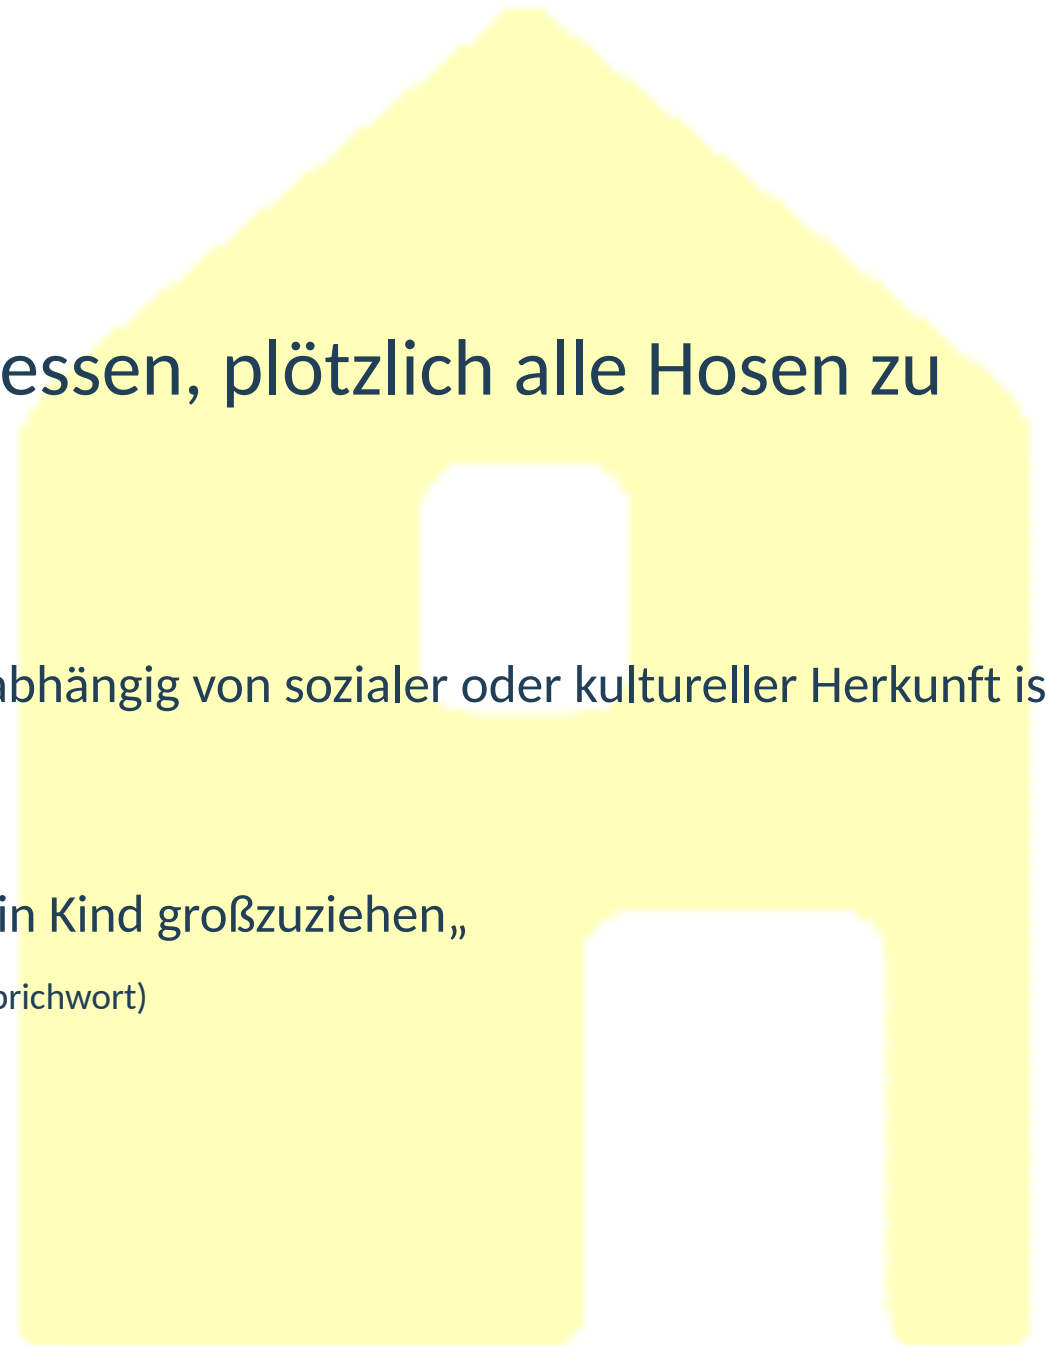 essen, plötzlich alle Hosen zu
abhängig von sozialer oder kultureller Herkunft is
in Kind großzuziehen„
prichwort)